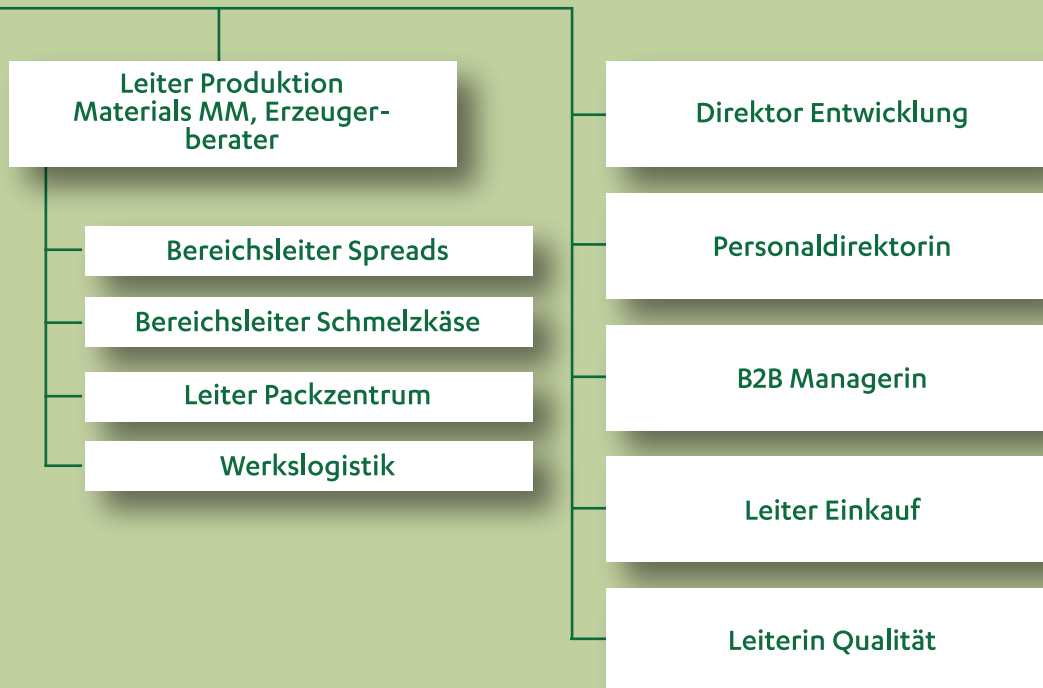 Leiter Produktion
Materials MM, Erzeuger-
berater
Bereichsleiter Spreads
Bereichsleiter Schmelzkäse
Leiter Packzentrum
Werkslogistik
Direktor Entwicklung
Personaldirektorin
B2B Managerin
Leiter Einkauf
Leiterin Qualität